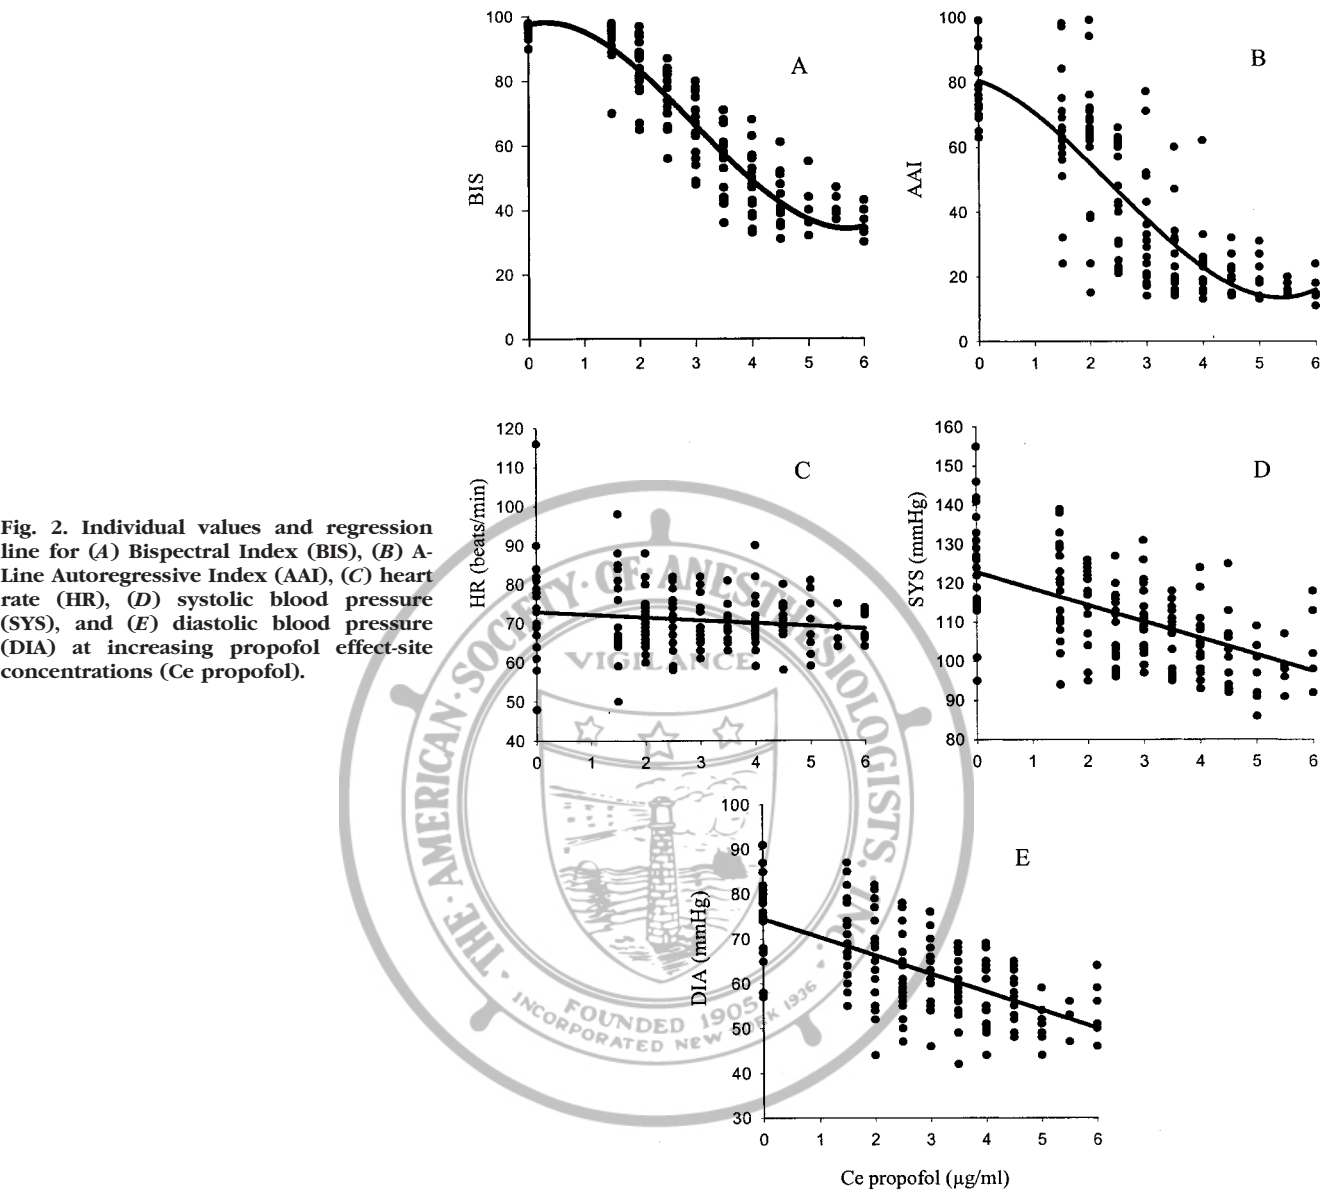 100
80
60
40
20
0
BIS
A
0 1 2 3 4 5 6
100
80
60
40
20
0
AAI
B
0 1 2 3 4 5 6
Fig. 2. Individual values and regression
line for (A) Bispectral Index (BIS), (B) A-
Line Autoregressive Index (AAI), (C) heart
rate (HR), (D) systolic blood pressure
(SYS), and (E) diastolic blood pressure
(DIA) at increasing propofol effect-site
concentrations (Ce propofol).
120
110
100
90
80
70
60
50
40
HR (beats/min)
C
0 1 2 3 4 5 6
160
150
140
130
120
110
100
90
80
SYS (mmHg)
D
0 1 2 3 4 5 6
100
90
80
70
60
50
40
30
DIA (mmHg)
E
0 1 2 3 4 5 6
Ce propofol (µg/ml)
THE · AMERICAN · SOCIETY · OF · ANESTHESIOLOGISTS, · INC. ·
VIGILANCE
FOUNDED 1905
INCORPORATED NEW YORK 1936